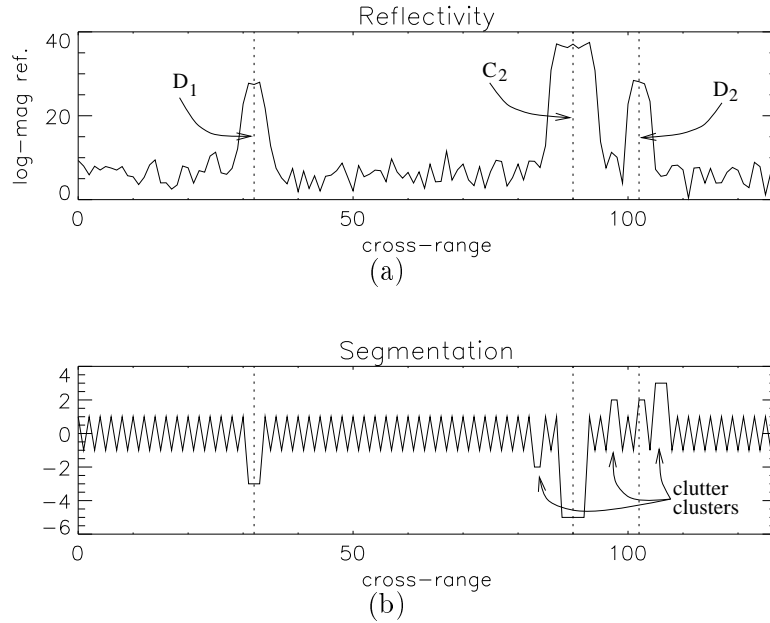 Reflectivity
log-mag ref.
40
20
0
D1
C2
D2
0 50 100
cross-range
(a)
Segmentation
4
2
0
-2
-4
-6
clutter
clusters
0 50 100
cross-range
(b)